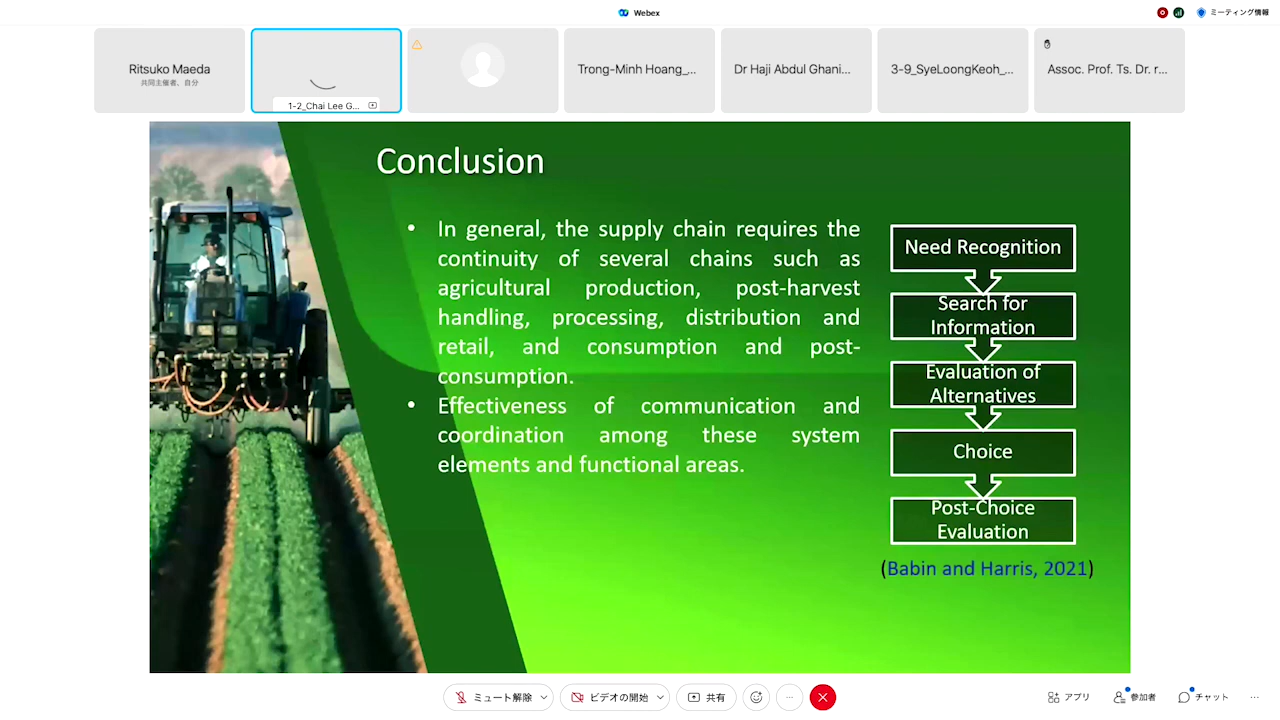 Webex
ミーティング情報
Ritsuko Maeda
共同主催者、自分
1-2_Chai Lee G...
Trong-Minh Hoang_...
Dr Haji Abdul Ghani...
3-9_SyeLoongKeoh_...
Assoc. Prof. Ts. Dr. r...
Conclusion
• In general, the supply chain requires the
continuity of several chains such as
agricultural production, post-harvest
handling, processing, distribution and
retail, and consumption and post-
consumption.
• Effectiveness of communication and
coordination among these system
elements and functional areas.
Need Recognition
Search for
Information
Evaluation of
Alternatives
Choice
Post-Choice
Evaluation
(Babin and Harris, 2021)
ミュート解除
ビデオの開始
共有
アプリ
参加者
チャット